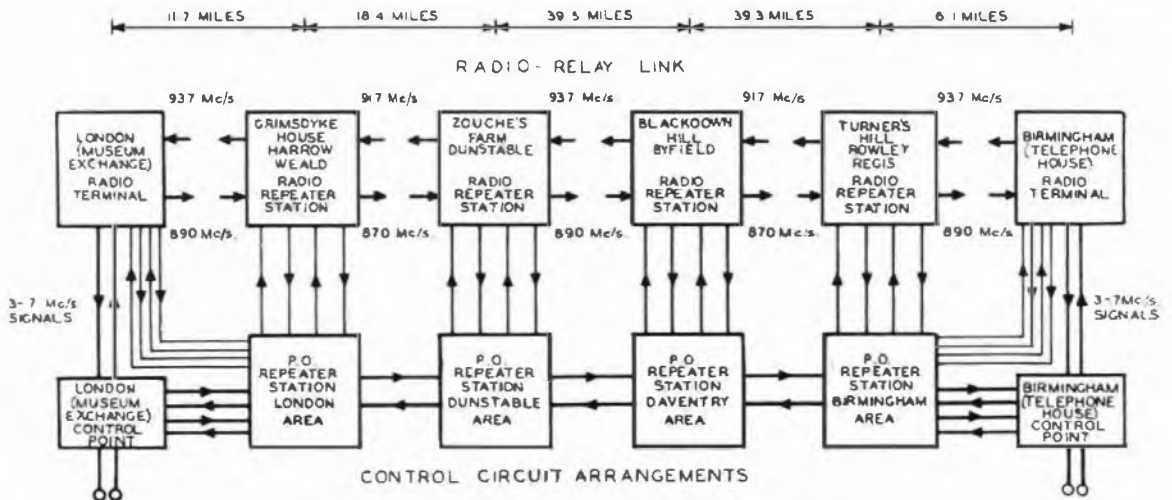 11.7 MILES
18.4 MILES
39.5 MILES
39.3 MILES
6.1 MILES
RADIO-RELAY LINK
937 Mc/s
917 Mc/s
937 Mc/s
917 Mc/s
937 Mc/s
LONDON
(MUSEUM
EXCHANGE)
RADIO
TERMINAL
GRIMSDYKE
HOUSE
HARROW
WEALD
RADIO
REPEATER
STATION
ZOUCHE'S
FARM
DUNSTABLE
RADIO
REPEATER
STATION
BLACKDOWN
HILL
BYFIELD
RADIO
REPEATER
STATION
TURNER'S
HILL
ROWLEY
REGIS
RADIO
REPEATER
STATION
BIRMINGHAM
(TELEPHONE
HOUSE)
RADIO
TERMINAL
890 Mc/s.
870 Mc/s.
890 Mc/s.
870 Mc/s.
890 Mc/s.
3-7 Mc/s
SIGNALS
3-7 Mc/s
SIGNALS
LONDON
(MUSEUM
EXCHANGE)
CONTROL
POINT
P.O.
REPEATER
STATION
LONDON
AREA
P.O.
REPEATER
STATION
DUNSTABLE
AREA
P.O.
REPEATER
STATION
DAVENTRY
AREA
P.O.
REPEATER
STATION
BIRMINGHAM
AREA
BIRMINGHAM
(TELEPHONE
HOUSE)
CONTROL
POINT
CONTROL CIRCUIT ARRANGEMENTS